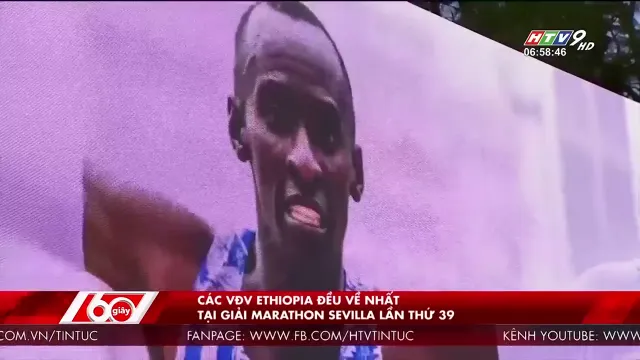 HTV9 HD
06:58:46
60 giây
CÁC VĐV ETHIOPIA ĐỀU VỀ NHẤT
TẠI GIẢI MARATHON SEVILLA LẦN THỨ 39
COM.VN/TINTUC FANPAGE: WWW.FB.COM/HTVTINTUC KÊNH YOUTUBE: WWW